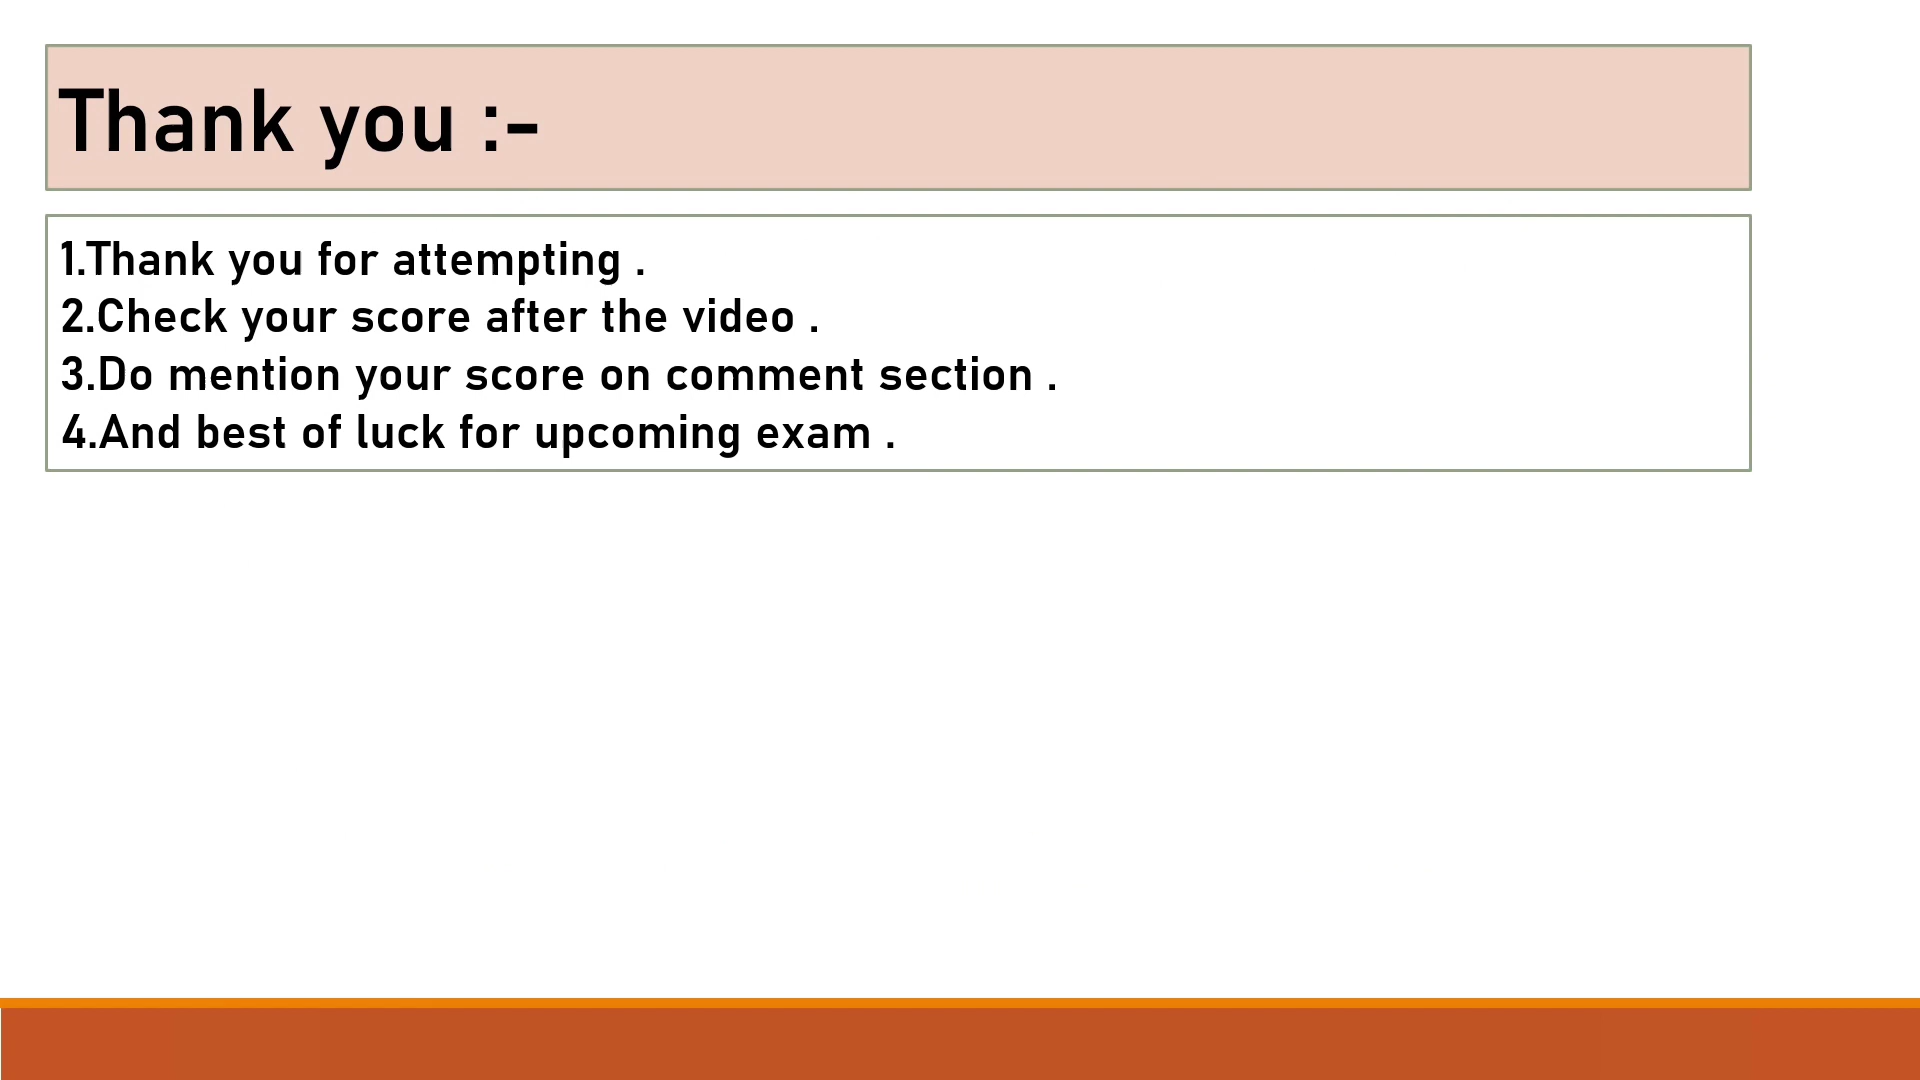 Thank you :-
1.Thank you for attempting .
2.Check your score after the video .
3.Do mention your score on comment section .
4.And best of luck for upcoming exam .